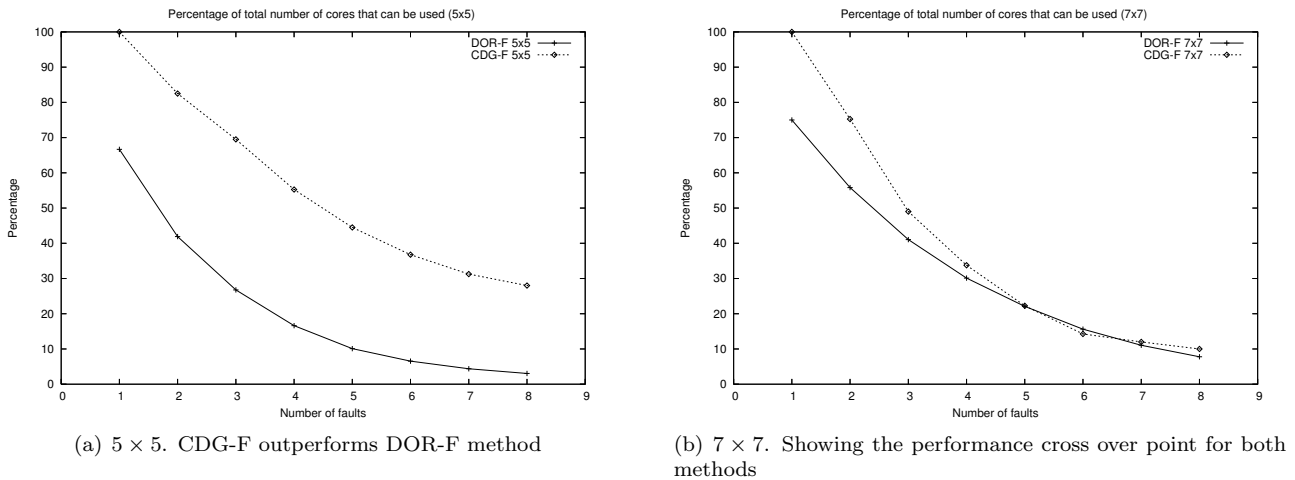 Percentage of total number of cores that can be used (5x5)
100
90
80
70
60
50
40
30
20
10
0
Percentage
DOR-F 5x5
CDG-F 5x5
0 1 2 3 4 5 6 7 8 9
Number of faults
(a) 5 × 5. CDG-F outperforms DOR-F method
Percentage of total number of cores that can be used (7x7)
100
90
80
70
60
50
40
30
20
10
0
Percentage
DOR-F 7x7
CDG-F 7x7
0 1 2 3 4 5 6 7 8 9
Number of faults
(b) 7 × 7. Showing the performance cross over point for both
methods